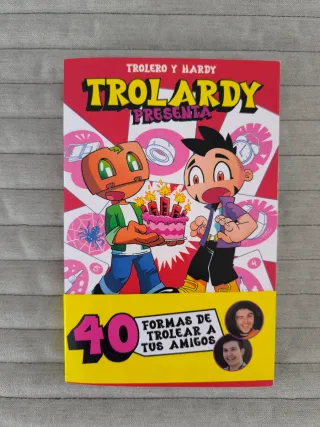 TROLERO Y HARDY
TROLARDY
PRESENTA
40
FORMAS DE
TROLEAR A
TUS AMIGOS